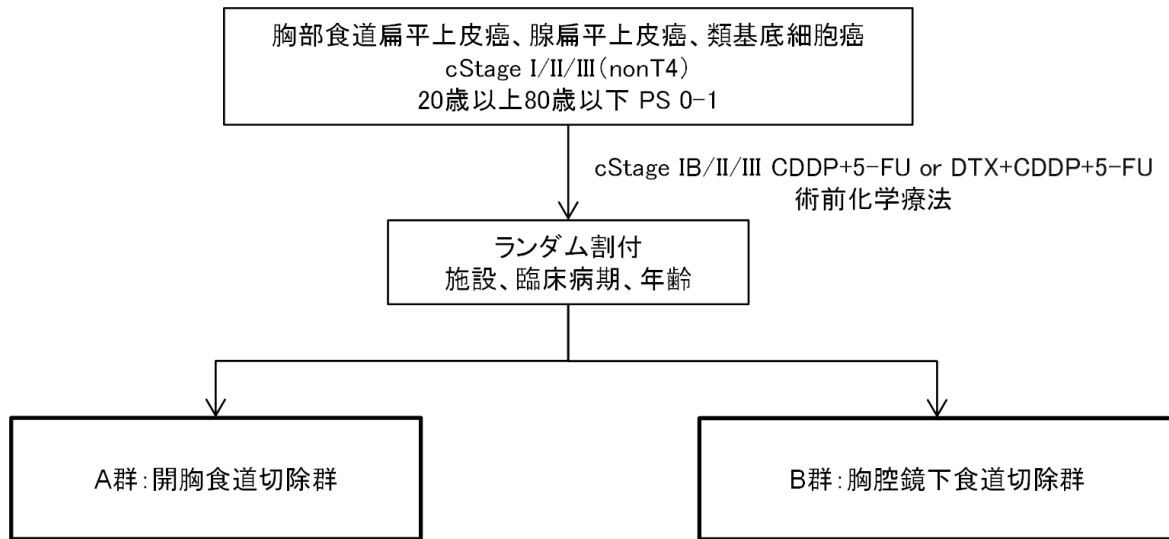 胸部食道扁平上皮癌、腺扁平上皮癌、類基底細胞癌
cStage I/II/III(nonT4)
20歳以上80歳以下 PS 0-1
cStage IB/II/III CDDP+5-FU or DTX+CDDP+5-FU
術前化学療法
ランダム割付
施設、臨床病期、年齢
A群:開胸食道切除群
B群:胸腔鏡下食道切除群